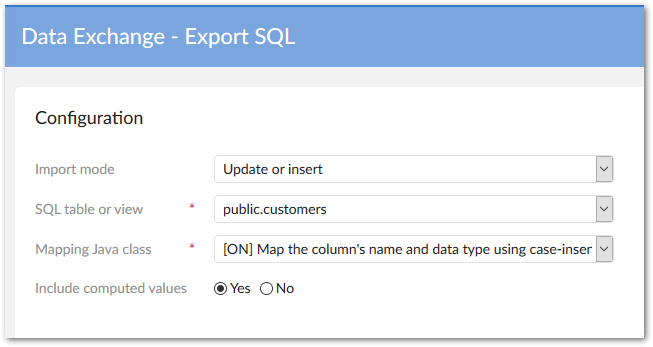 Data Exchange - Export SQL
Configuration
Import mode Update or insert
SQL table or view * public.customers
Mapping Java class * [ON] Map the column's name and data type using case-inser
Include computed values Yes No